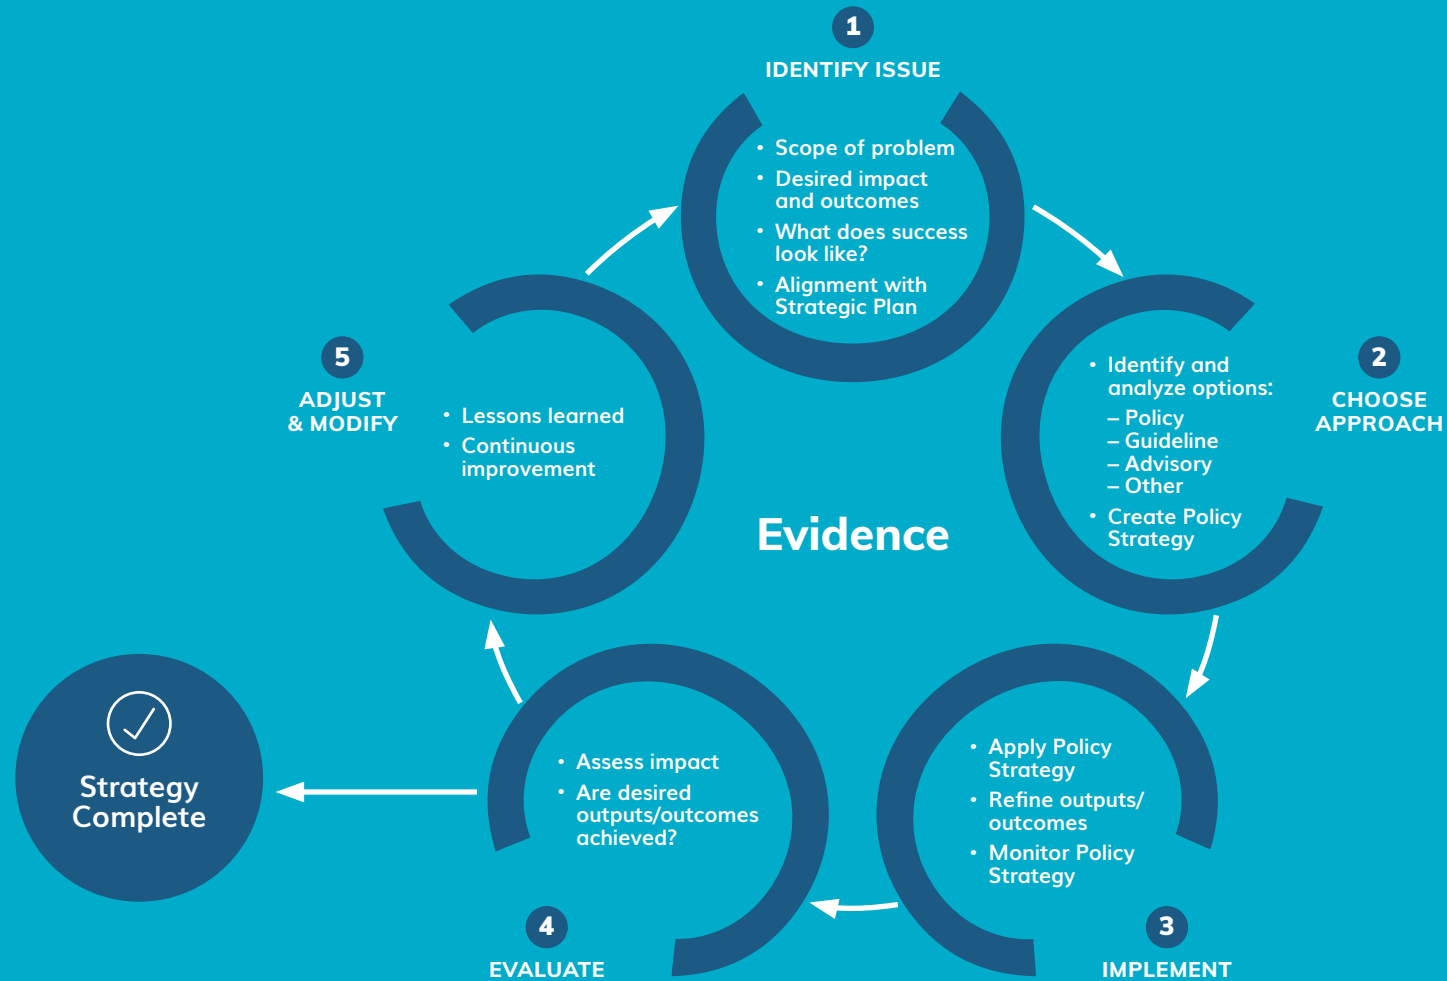 1
IDENTIFY ISSUE
• Scope of problem
• Desired impact
and outcomes
• What does success
look like?
• Alignment with
Strategic Plan
2
CHOOSE
APPROACH
• Identify and
analyze options:
– Policy
– Guideline
– Advisory
– Other
• Create Policy
Strategy
3
IMPLEMENT
• Apply Policy
Strategy
• Refine outputs/
outcomes
• Monitor Policy
Strategy
4
EVALUATE
• Assess impact
• Are desired
outputs/outcomes
achieved?
5
ADJUST
& MODIFY
• Lessons learned
• Continuous
improvement
Evidence
Strategy
Complete